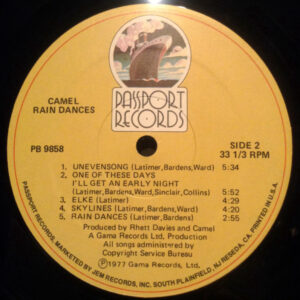 PASSPORT
RECORDS
CAMEL
RAIN DANCES
PB 9858
SIDE 2
33 1/3 RPM
1. UNEVENSONG (Latimer,Bardens,Ward) 5:34
2. ONE OF THESE DAYS
I'LL GET AN EARLY NIGHT
(Latimer,Bardens,Ward,Sinclair,Collins) 5:52
3. ELKE (Latimer) 4:29
4. SKYLINES (Latimer,Bardens,Ward) 4:20
5. RAIN DANCES (Latimer,Bardens) 2:55
Produced by Rhett Davies and Camel
A Gama Records Ltd, Production
All songs administered by
Copyright Service Bureau
Ⓟ1977 Gama Records, Ltd.
PASSPORT RECORDS, MARKETED BY JEM RECORDS, INC. SOUTH PLAINFIELD, NJ RESEDA, CA. PRINTED IN U.S.A.